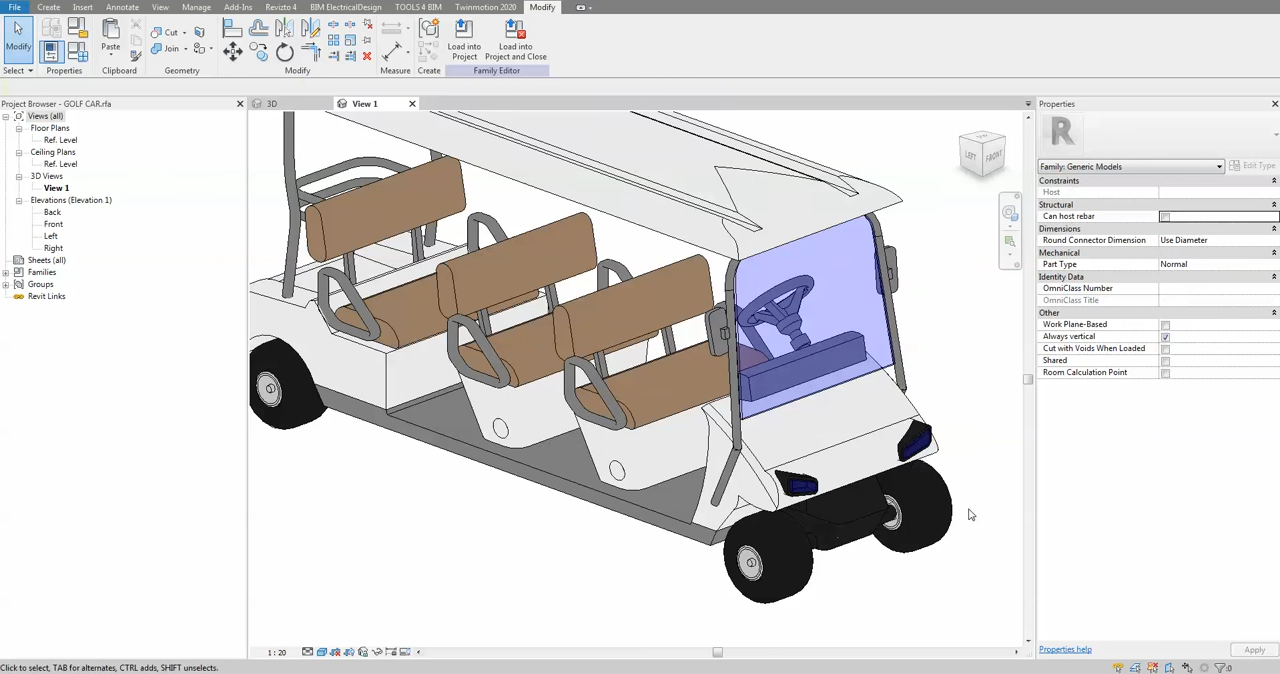 File Create Insert Annotate View Manage Add-Ins Revizto 4 BIM ElectricalDesign TOOLS 4 BIM Twinmotion 2020 Modify
Modify
Paste
Cut
Join
Load into Project
Load into Project and Close
Select Properties Clipboard Geometry Modify Measure Create Family Editor
Project Browser - GOLF CAR.rfa
Views (all)
Floor Plans
Ref. Level
Ceiling Plans
Ref. Level
3D Views
View 1
Elevations (Elevation 1)
Back
Front
Left
Right
Sheets (all)
Families
Groups
Revit Links
3D
View 1
LEFT
FRONT
1 : 20
Properties
R
Family: Generic Models
Edit Type
Constraints
Host
Structural
Can host rebar
Dimensions
Round Connector Dimension Use Diameter
Mechanical
Part Type Normal
Identity Data
OmniClass Number
OmniClass Title
Other
Work Plane-Based
Always vertical
Cut with Voids When Loaded
Shared
Room Calculation Point
Properties help
Apply
Click to select, TAB for alternates, CTRL adds, SHIFT unselects.
:0